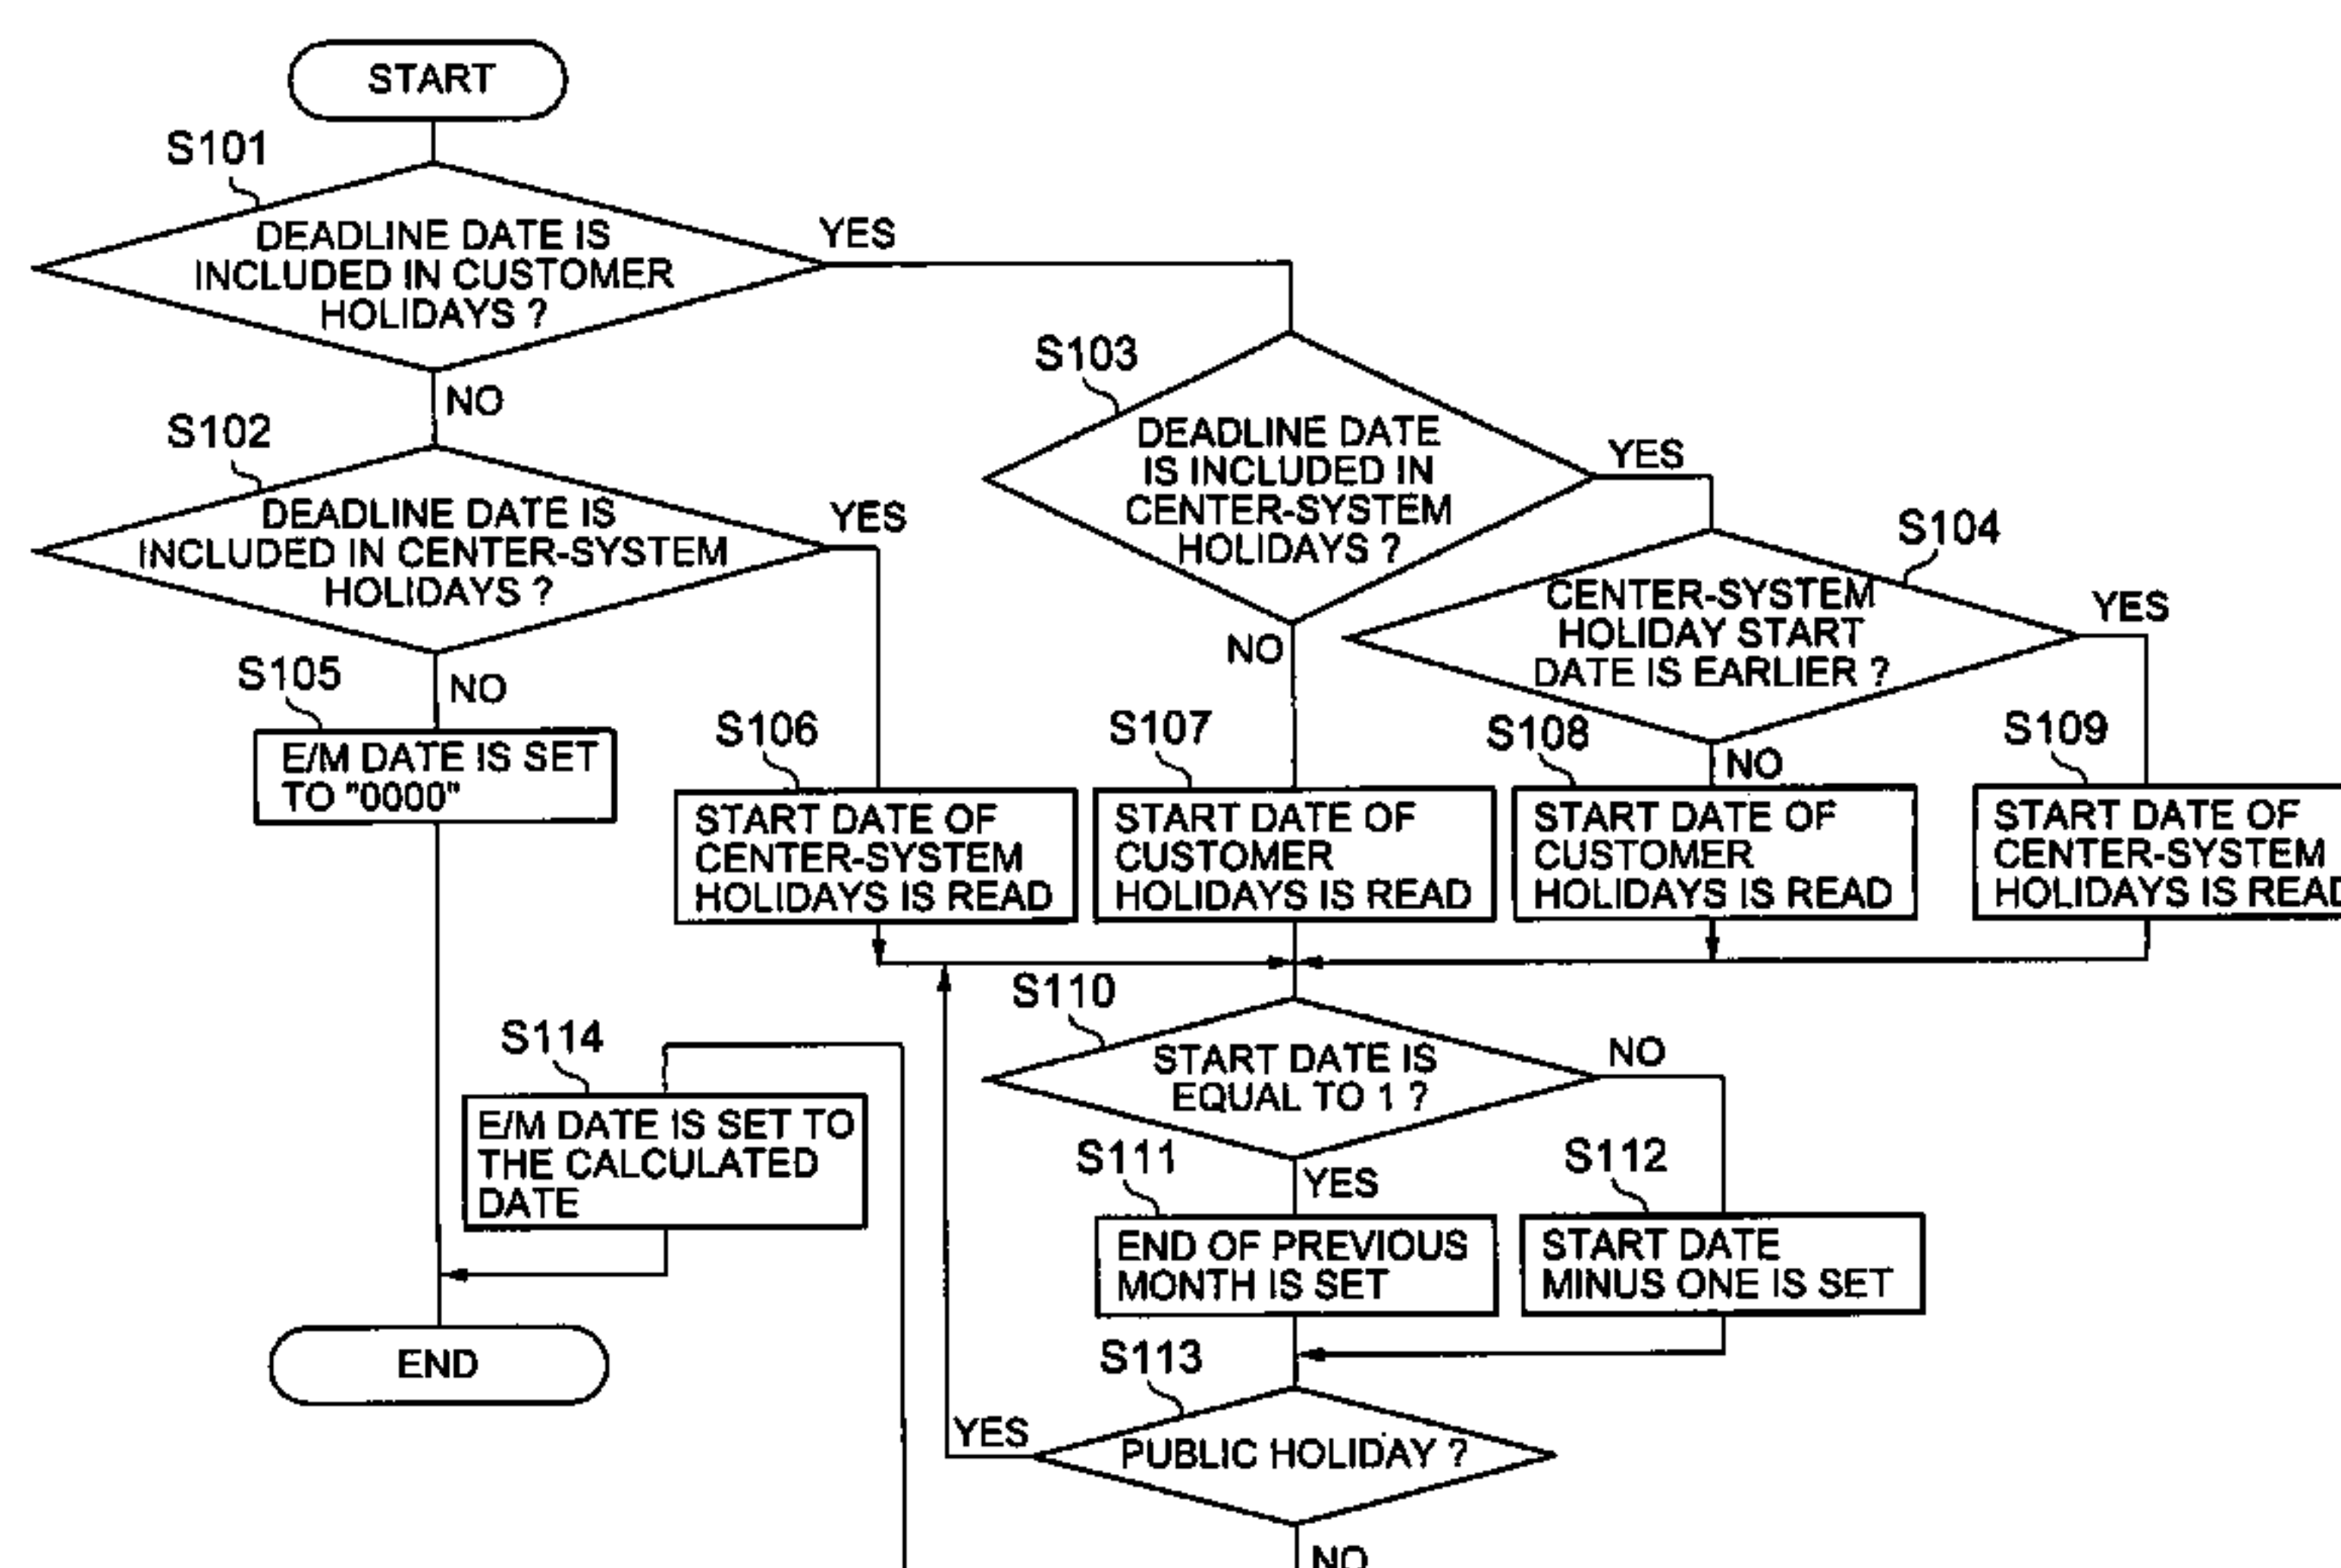 START
S101
DEADLINE DATE IS
INCLUDED IN CUSTOMER
HOLIDAYS ?
YES
NO
S102
DEADLINE DATE IS
INCLUDED IN CENTER-SYSTEM
HOLIDAYS ?
YES
NO
S103
DEADLINE DATE
IS INCLUDED IN
CENTER-SYSTEM
HOLIDAYS ?
YES
NO
S104
CENTER-SYSTEM
HOLIDAY START
DATE IS EARLIER ?
YES
NO
S105
E/M DATE IS SET
TO "0000"
S106
START DATE OF
CENTER-SYSTEM
HOLIDAYS IS READ
S107
START DATE OF
CUSTOMER
HOLIDAYS IS READ
S108
START DATE OF
CUSTOMER
HOLIDAYS IS READ
S109
START DATE OF
CENTER-SYSTEM
HOLIDAYS IS READ
S110
START DATE IS
EQUAL TO 1 ?
NO
YES
S111
END OF PREVIOUS
MONTH IS SET
S112
START DATE
MINUS ONE IS SET
S113
PUBLIC HOLIDAY ?
YES
NO
S114
E/M DATE IS SET TO
THE CALCULATED
DATE
END